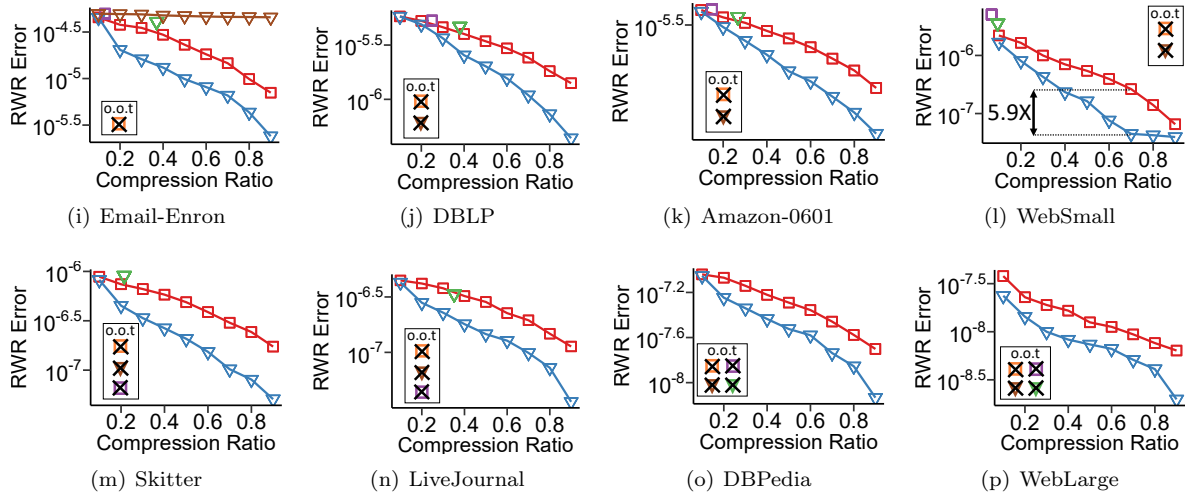 RWR Error
10^-4.5
10^-5
10^-5.5
o.o.t
0.2 0.4 0.6 0.8
Compression Ratio
(i) Email-Enron
RWR Error
10^-5.5
10^-6
o.o.t
0.2 0.4 0.6 0.8
Compression Ratio
(j) DBLP
RWR Error
10^-5.5
o.o.t
0.2 0.4 0.6 0.8
Compression Ratio
(k) Amazon-0601
RWR Error
10^-6
10^-7
o.o.t
5.9X
0.2 0.4 0.6 0.8
Compression Ratio
(l) WebSmall
RWR Error
10^-6
10^-6.5
10^-7
o.o.t
0.2 0.4 0.6 0.8
Compression Ratio
(m) Skitter
RWR Error
10^-6.5
10^-7
o.o.t
0.2 0.4 0.6 0.8
Compression Ratio
(n) LiveJournal
RWR Error
10^-7.2
10^-7.6
10^-8
o.o.t
0.2 0.4 0.6 0.8
Compression Ratio
(o) DBPedia
RWR Error
10^-7.5
10^-8
10^-8.5
o.o.t
0.2 0.4 0.6 0.8
Compression Ratio
(p) WebLarge